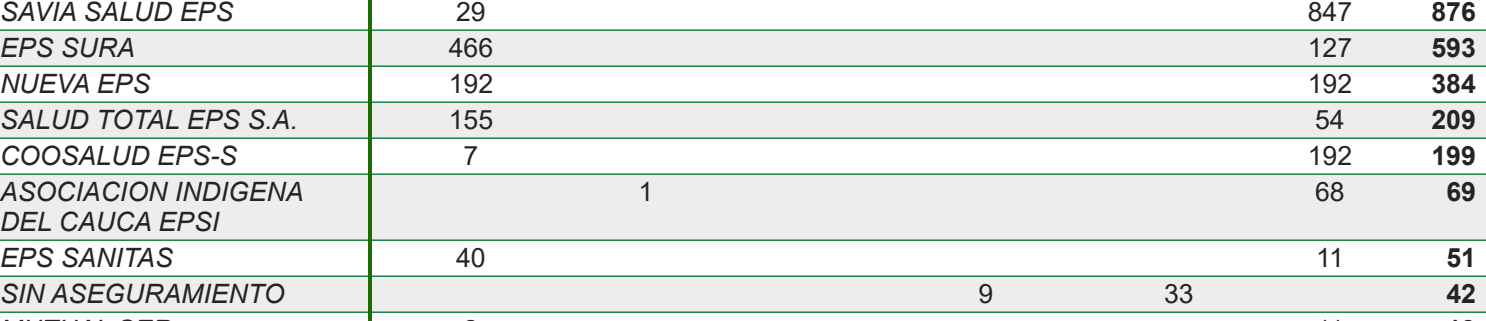 SAVIA SALUD EPS 29 847 876
EPS SURA 466 127 593
NUEVA EPS 192 192 384
SALUD TOTAL EPS S.A. 155 54 209
COOSALUD EPS-S 7 192 199
ASOCIACION INDIGENA 1 68 69
DEL CAUCA EPSI
EPS SANITAS 40 11 51
SIN ASEGURAMIENTO 9 33 42